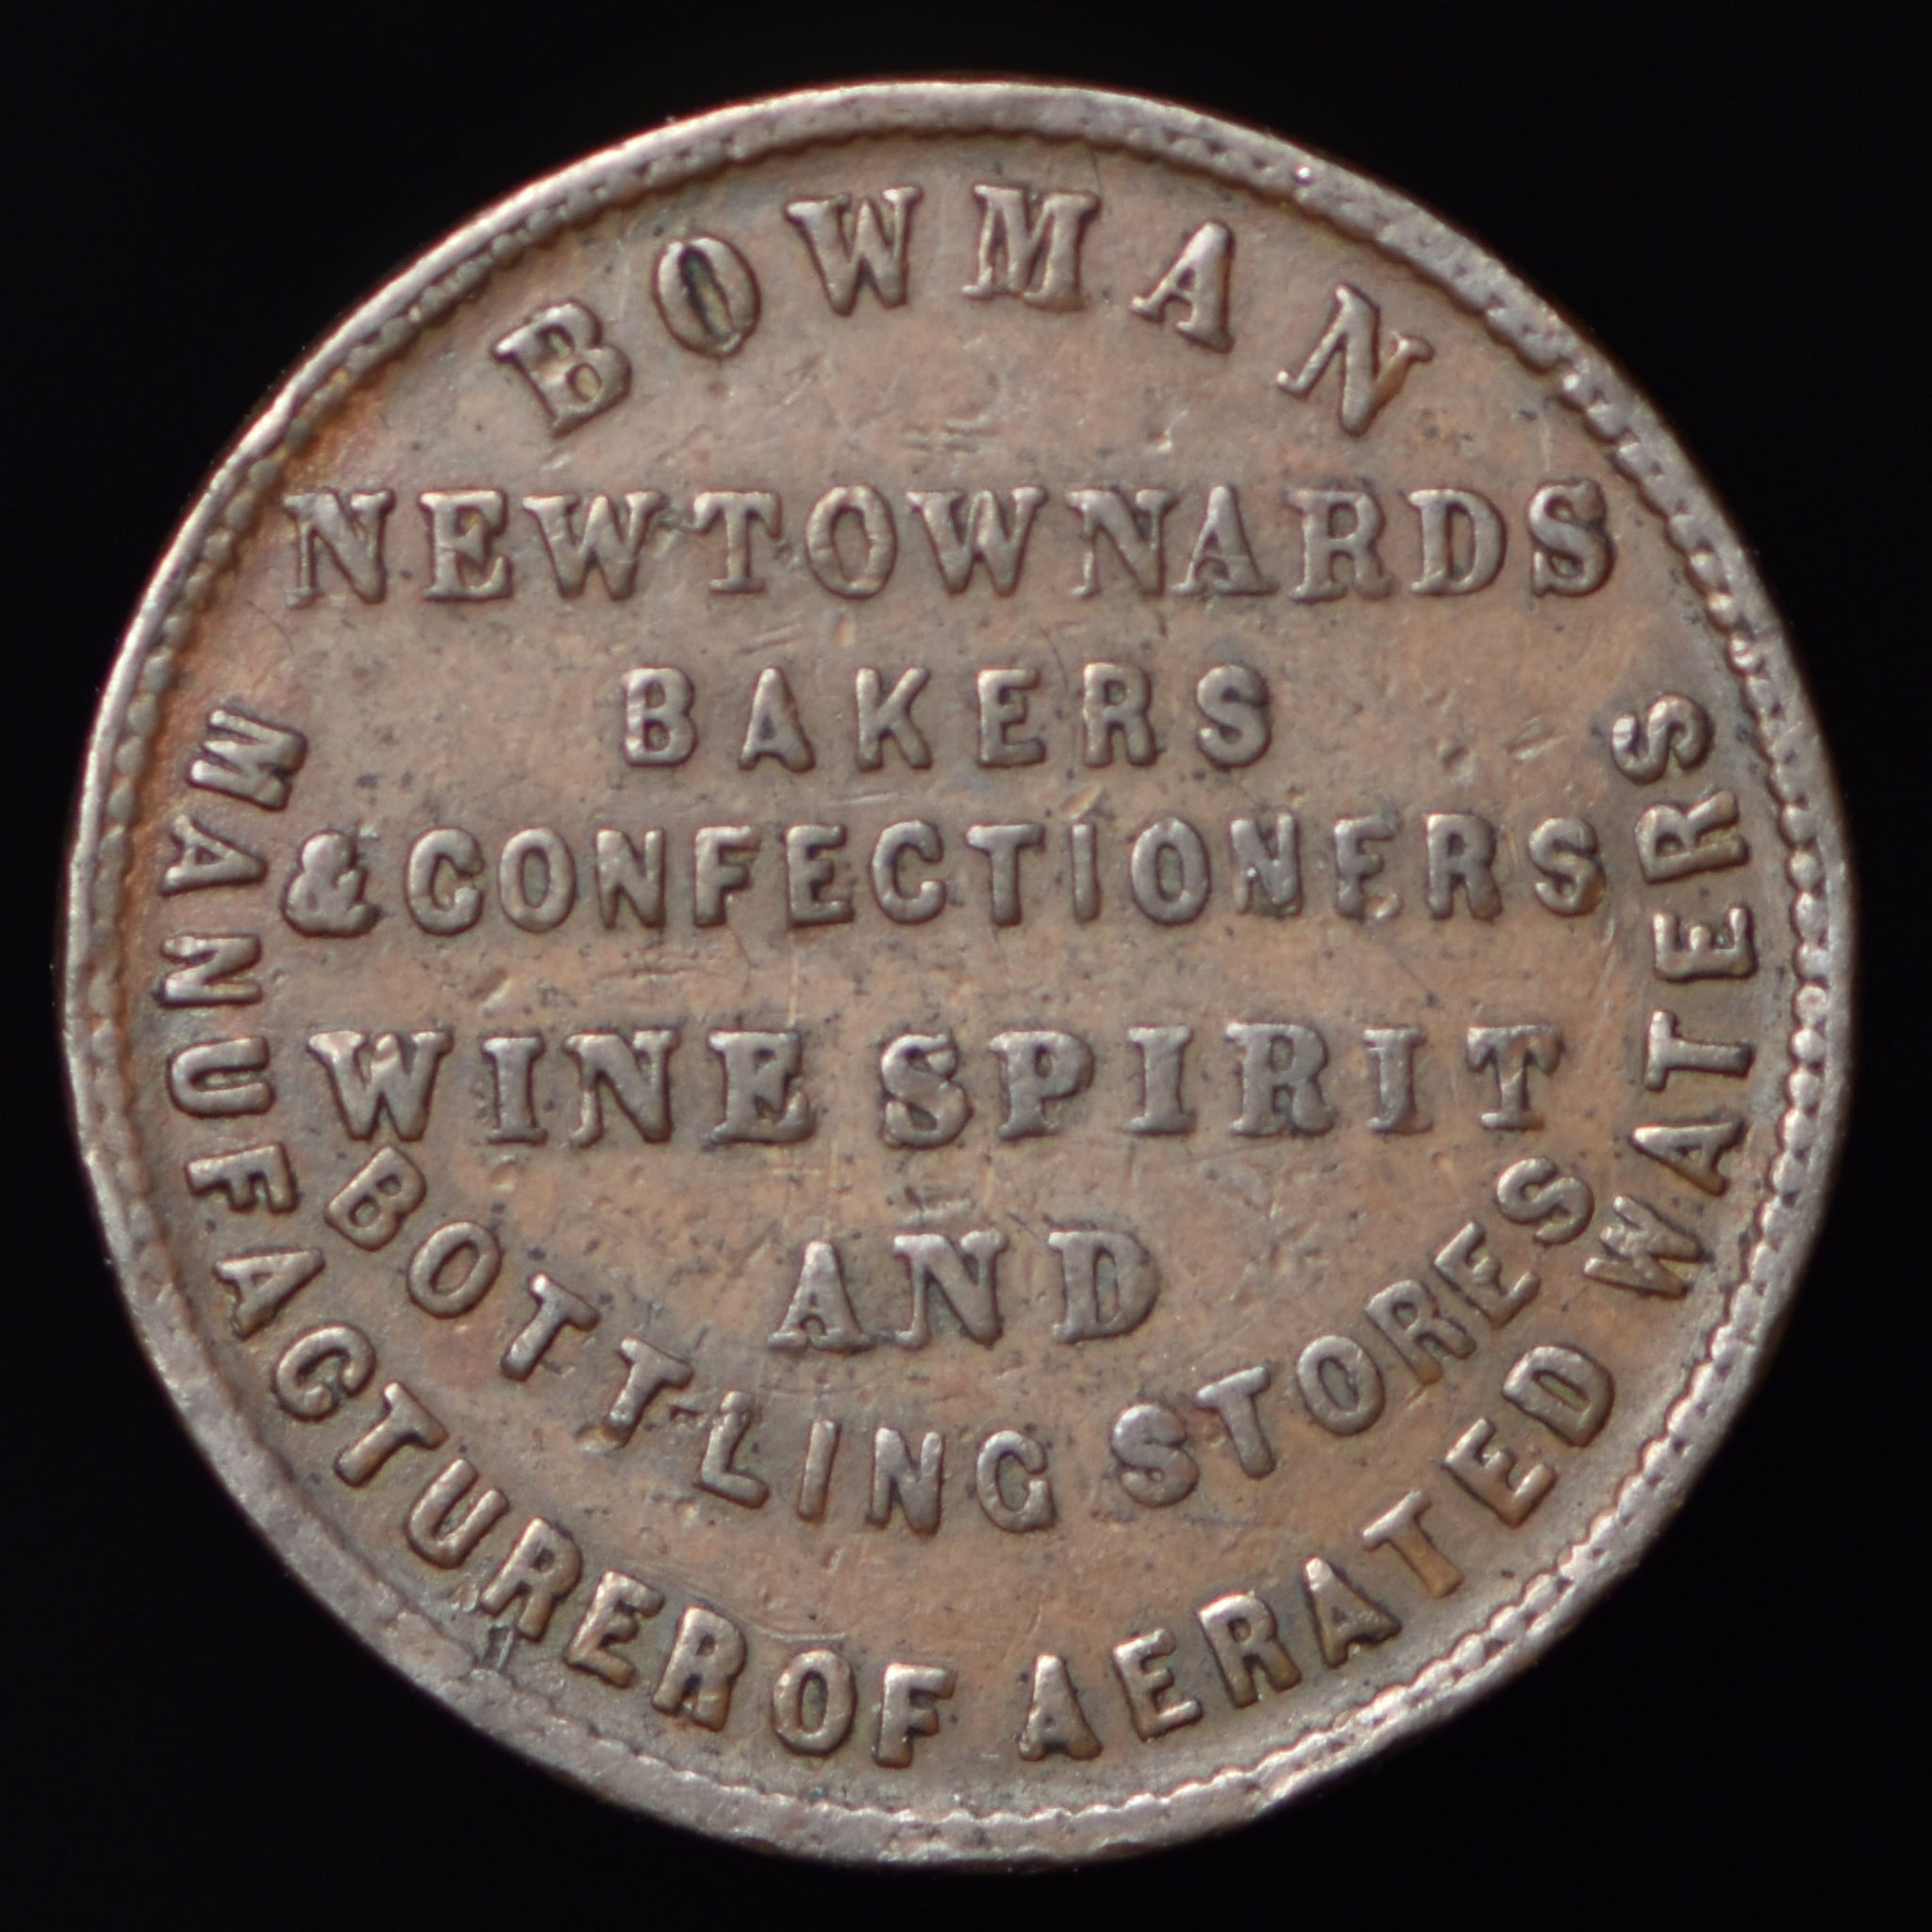 BOWMAN
NEWTOWNARDS
BAKERS
& CONFECTIONERS
WINE SPIRIT
AND
BOTTLING STORES
MANUFACTURER OF AERATED WATERS